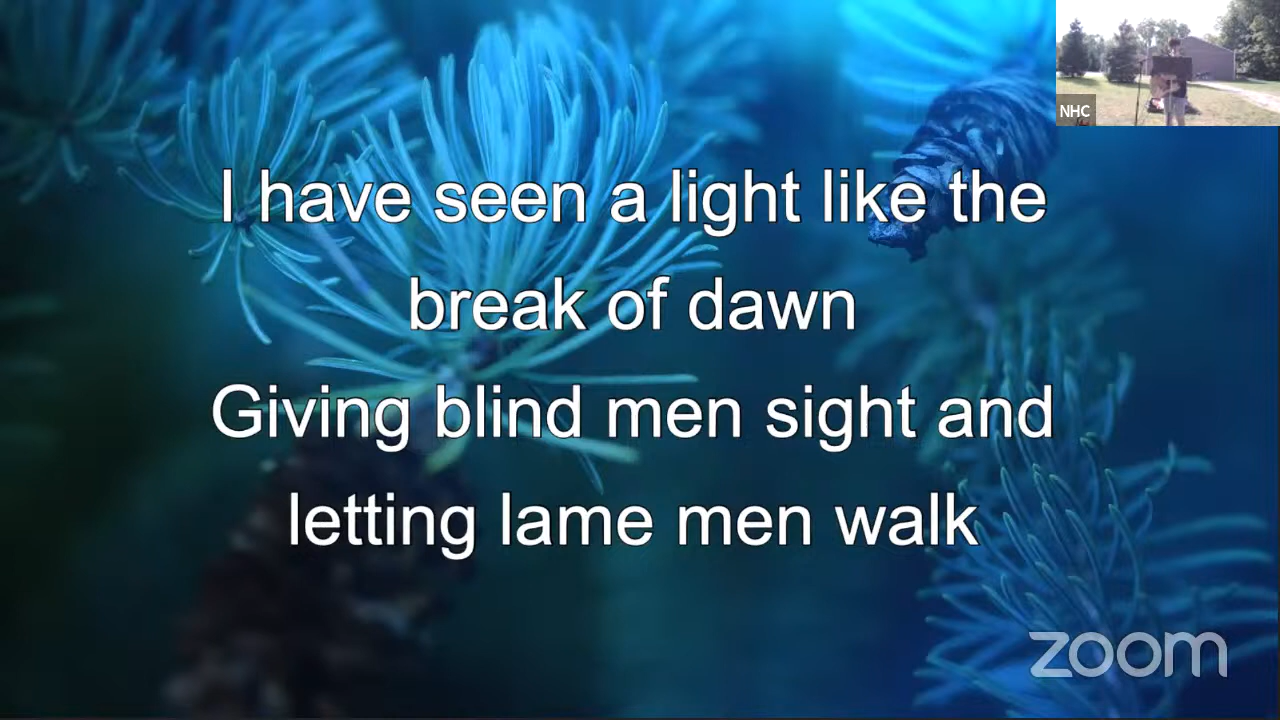 NHC
I have seen a light like the
break of dawn
Giving blind men sight and
letting lame men walk
zoom